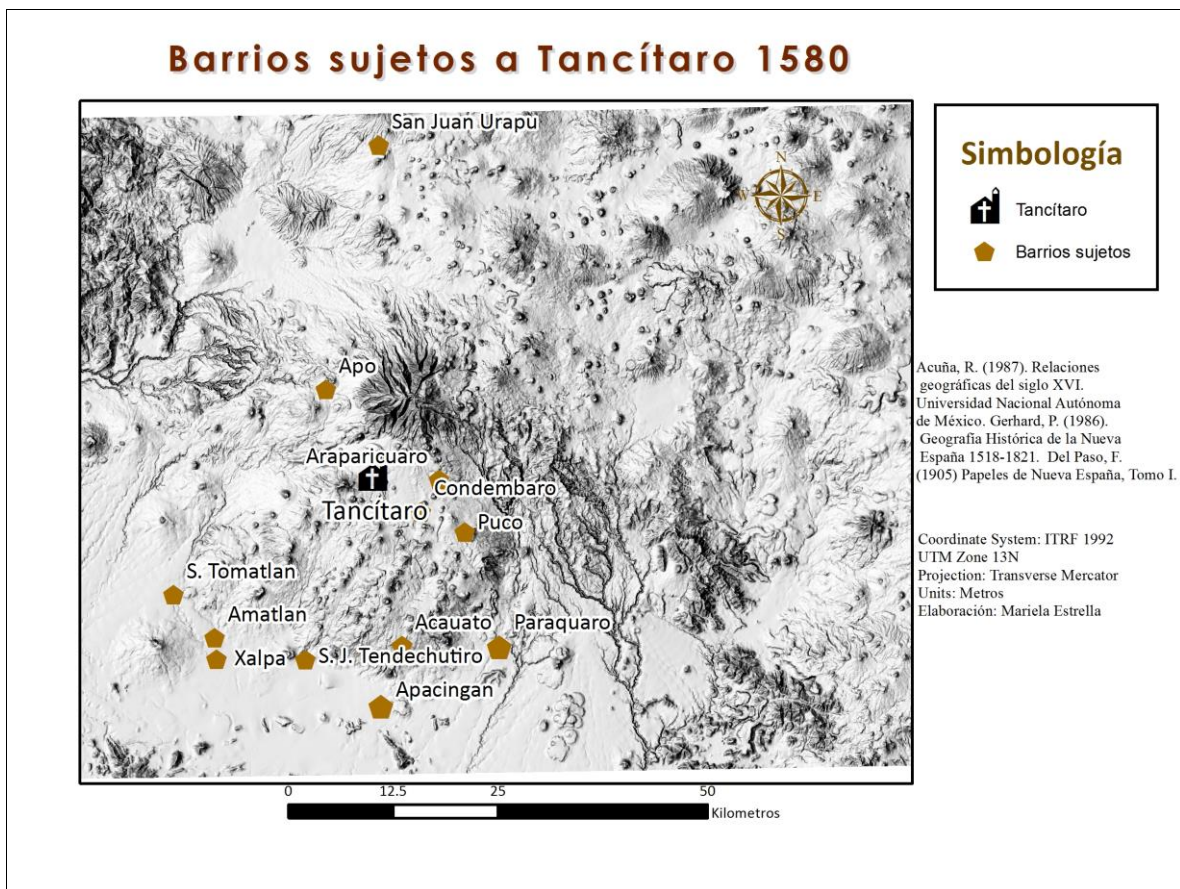 Barrios sujetos a Tancítaro 1580
San Juan Urapu
N
W E
S
Apo
Araparicuaro
Condembaro
Tancítaro
Puco
S. Tomatlan
Amatlan
Acauato
Paraquaro
Xalpa
S.J. Tendechutiro
Apacingan
0 12.5 25 50
Kilometros
Simbología
Tancítaro
Barrios sujetos
Acuña, R. (1987). Relaciones
geográficas del siglo XVI.
Universidad Nacional Autónoma
de México. Gerhard, P. (1986).
Geografía Histórica de la Nueva
España 1518-1821. Del Paso, F.
(1905) Papeles de Nueva España, Tomo I.
Coordinate System: ITRF 1992
UTM Zone 13N
Projection: Transverse Mercator
Units: Metros
Elaboración: Mariela Estrella